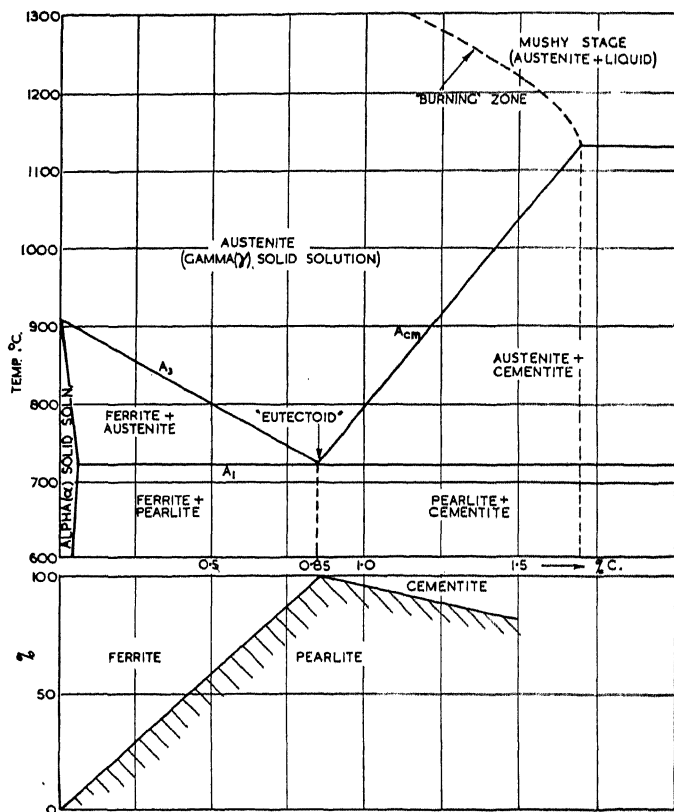 1300
MUSHY STAGE
(AUSTENITE+LIQUID)
1200
"BURNING" ZONE
1100
AUSTENITE
(GAMMA(γ) SOLID SOLUTION)
1000
900
Acm
TEMP. °C.
A3
AUSTENITE +
CEMENTITE
800
FERRITE +
AUSTENITE
"EUTECTOID"
ALPHA(α) SOLID SOLN.
A1
700
FERRITE +
PEARLITE
PEARLITE +
CEMENTITE
600
0.5 0.85 1.0 1.5 % C.
100
CEMENTITE
%
FERRITE
PEARLITE
50
0